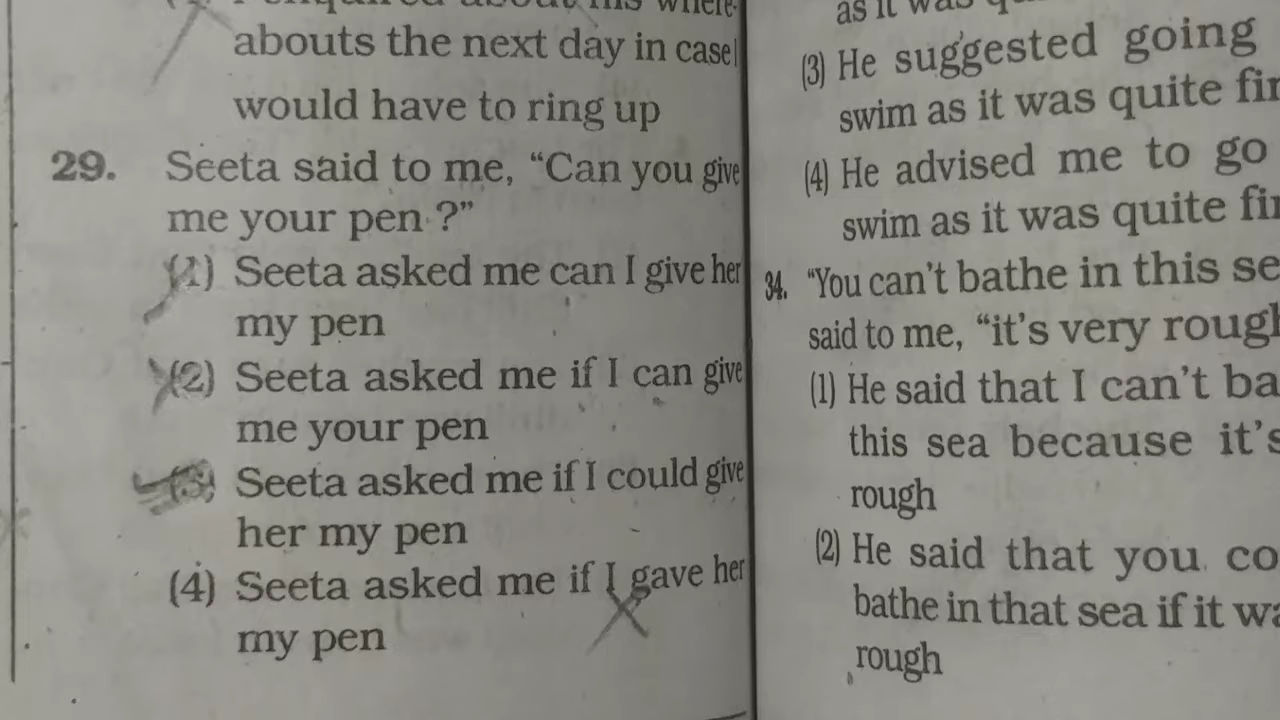 abouts the next day in case I
would have to ring up
29. Seeta said to me, “Can you give
me your pen ?”
(1) Seeta asked me can I give her
my pen
(2) Seeta asked me if I can give
me your pen
(3) Seeta asked me if I could give
her my pen
(4) Seeta asked me if I gave her
my pen
as it was
(3) He suggested going
swim as it was quite
(4) He advised me to go
swim as it was quite
34. “You can’t bathe in this
said to me, “it’s very
(1) He said that I can’t
this sea because it’s
rough
(2) He said that you
bathe in that sea if it
rough